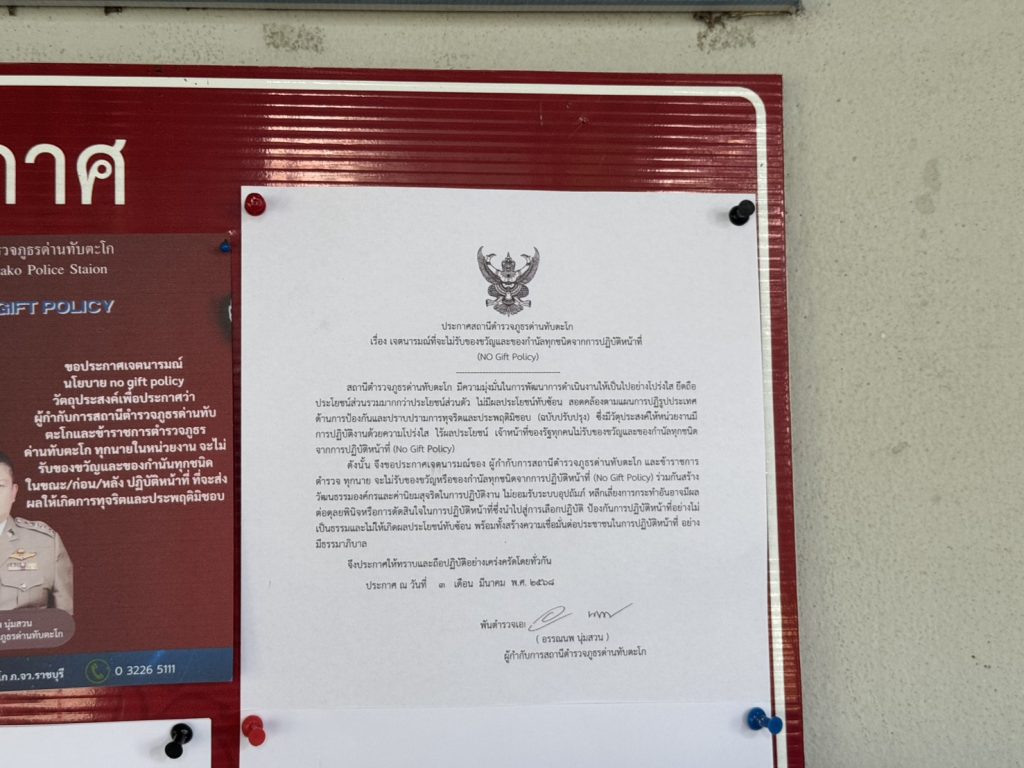 กาศ
รวจภูธรด่านทับตะโก
ako Police Staion
GIFT POLICY
ขอประกาศเจตนารมณ์
นโยบาย no gift policy
วัตถุประสงค์เพื่อประกาศว่า
ผู้กำกับการสถานีตำรวจภูธรด่านทับ
ตะโกและข้าราชการตำรวจภูธร
ด่านทับตะโก ทุกนายในหน่วยงาน จะไม่
รับของขวัญและของกำนันทุกชนิด
ในขณะ/ก่อน/หลัง ปฏิบัติหน้าที่ ที่จะส่ง
ผลให้เกิดการทุจริตและประพฤติมิชอบ
นุ่มสวน
ภูธรด่านทับตะโก
โก ภ.จว.ราชบุรี
0 3226 5111
ประกาศสถานีตำรวจภูธรด่านทับตะโก
เรื่อง เจตนารมณ์ที่จะไม่รับของขวัญและของกำนัลทุกชนิดจากการปฏิบัติหน้าที่
(NO Gift Policy)
สถานีตำรวจภูธรด่านทับตะโก มีความมุ่งมั่นในการพัฒนาการดำเนินงานให้เป็นไปอย่างโปร่งใส ยึดถือ
ประโยชน์ส่วนรวมมากกว่าประโยชน์ส่วนตัว ไม่มีผลประโยชน์ทับซ้อน สอดคล้องตามแผนการปฏิรูปประเทศ
ด้านการป้องกันและปราบปรามการทุจริตและประพฤติมิชอบ (ฉบับปรับปรุง) ซึ่งมีวัตุประสงค์ให้หน่วยงานมี
การปฏิบัติงานด้วยความโปร่งใส ไร้ผลประโยชน์ เจ้าหน้าที่ของรัฐทุกคนไม่รับของขวัญและของกำนัลทุกชนิด
จากการปฏิบัติหน้าที่ (No Gift Policy)
ดังนั้น จึงขอประกาศเจตนารมณ์ของ ผู้กำกับการสถานีตำรวจภูธรด่านทับตะโก และข้าราชการ
ตำรวจ ทุกนาย จะไม่รับของขวัญหรือของกำนัลทุกชนิดจากการปฏิบัติหน้าที่ (No Gift Policy) ร่วมกันสร้าง
วัฒนธรรมองค์กรและค่านิยมสุจริตในการปฏิบัติงาน ไม่ยอมรับระบบอุปถัมภ์ หลีกเลี่ยงการกระทำอันอาจมีผล
ต่อดุลยพินิจหรือการตัดสินใจในการปฏิบัติหน้าที่ซึ่งนำไปสู่การเลือกปฏิบัติ ป้องกันการปฏิบัติหน้าที่อย่างไม่
เป็นธรรมและไม่ให้เกิดผลประโยชน์ทับซ้อน พร้อมทั้งสร้างความเชื่อมั่นต่อประชาชนในการปฏิบัติหน้าที่ อย่าง
มีธรรมาภิบาล
จึงประกาศให้ทราบและถือปฏิบัติอย่างเคร่งครัดโดยทั่วกัน
ประกาศ ณ วันที่ ๓ เดือน มีนาคม พ.ศ. ๒๕๖๘
พันตำรวจเอก
( อรรณนพ นุ่มสวน )
ผู้กำกับการสถานีตำรวจภูธรด่านทับตะโก